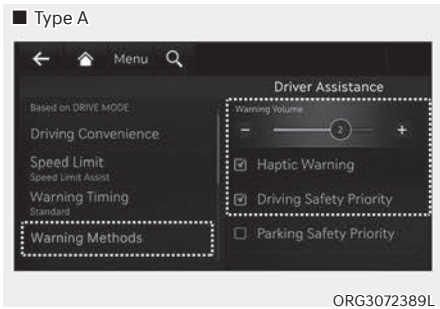 ■ Type A
Menu
Driver Assistance
Based on DRIVE MODE
Driving Convenience
Speed Limit
Speed Limit Assist
Warning Timing
Standard
Warning Methods
Warning Volume
- 2 +
Haptic Warning
Driving Safety Priority
Parking Safety Priority
ORG3072389L